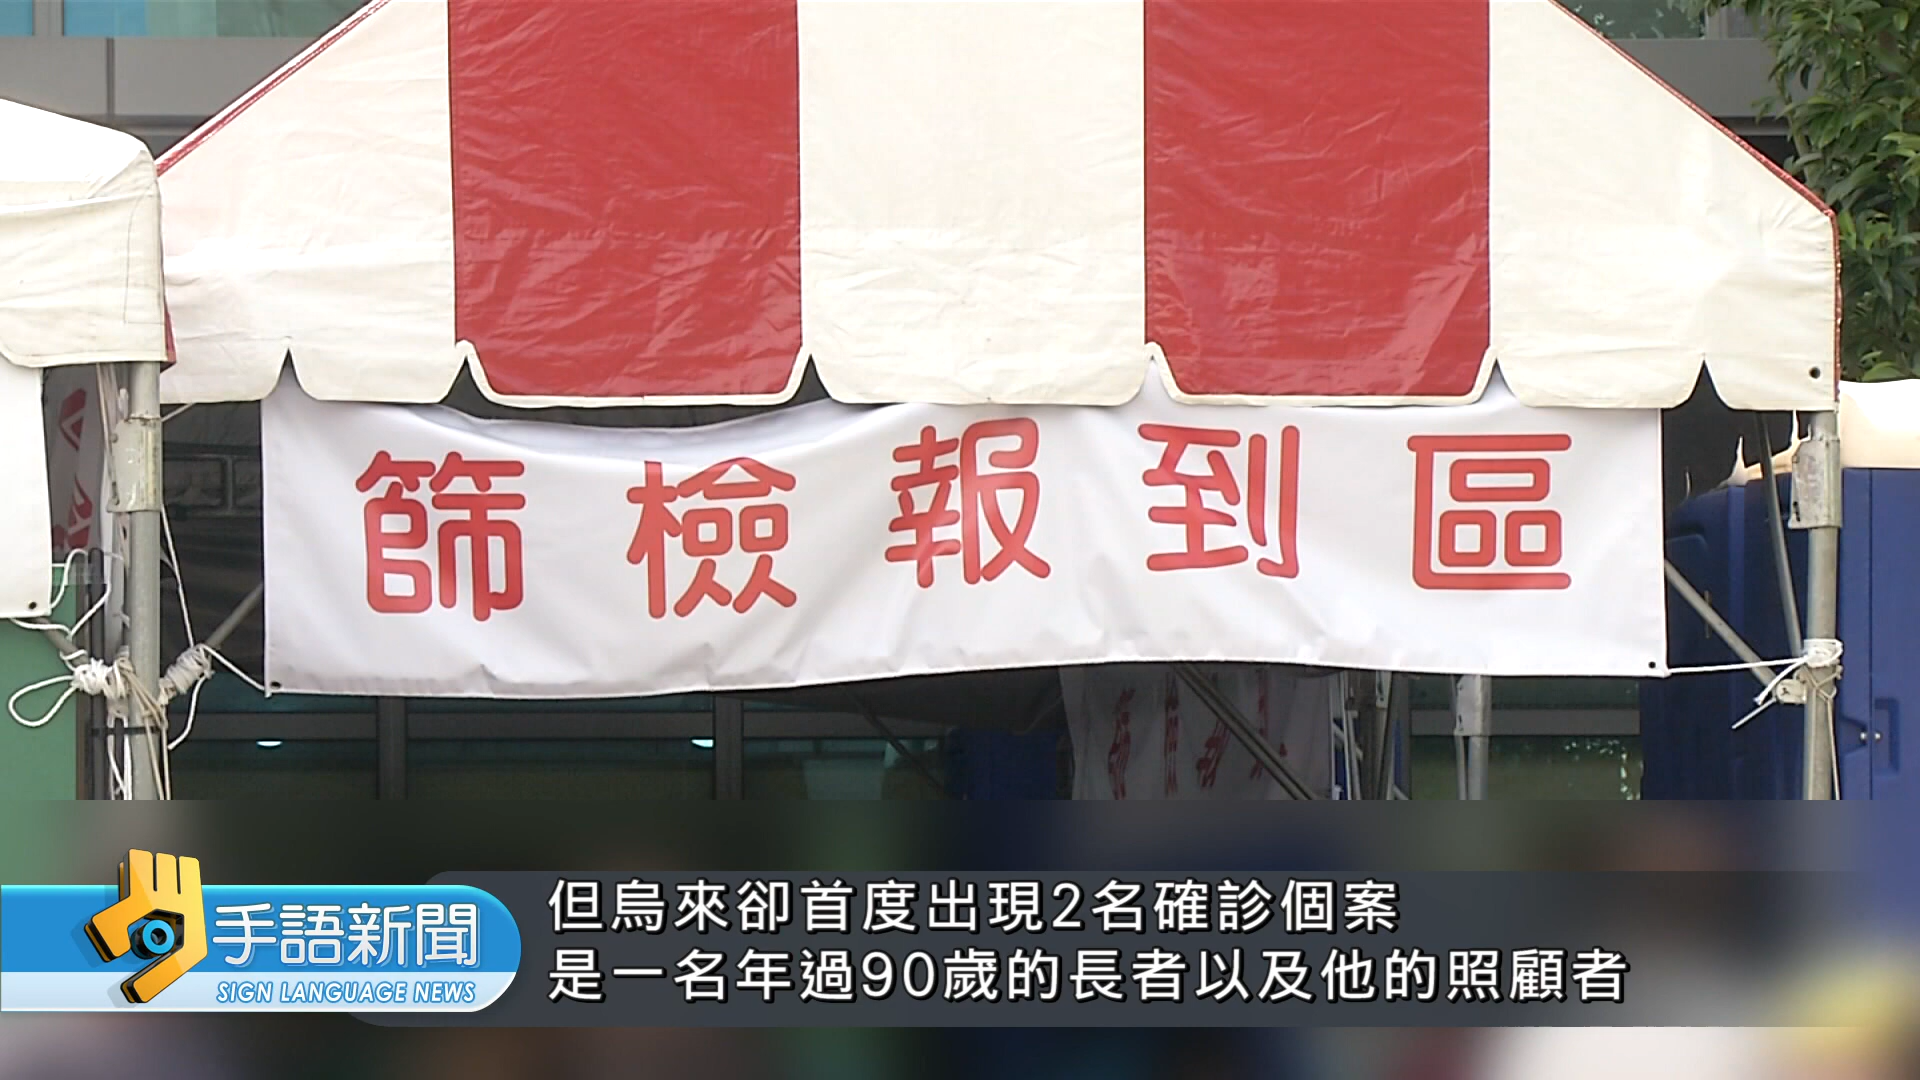 篩檢報到區
手語新聞
SIGN LANGUAGE NEWS
但烏來卻首度出現2名確診個案
是一名年過90歲的長者以及他的照顧者